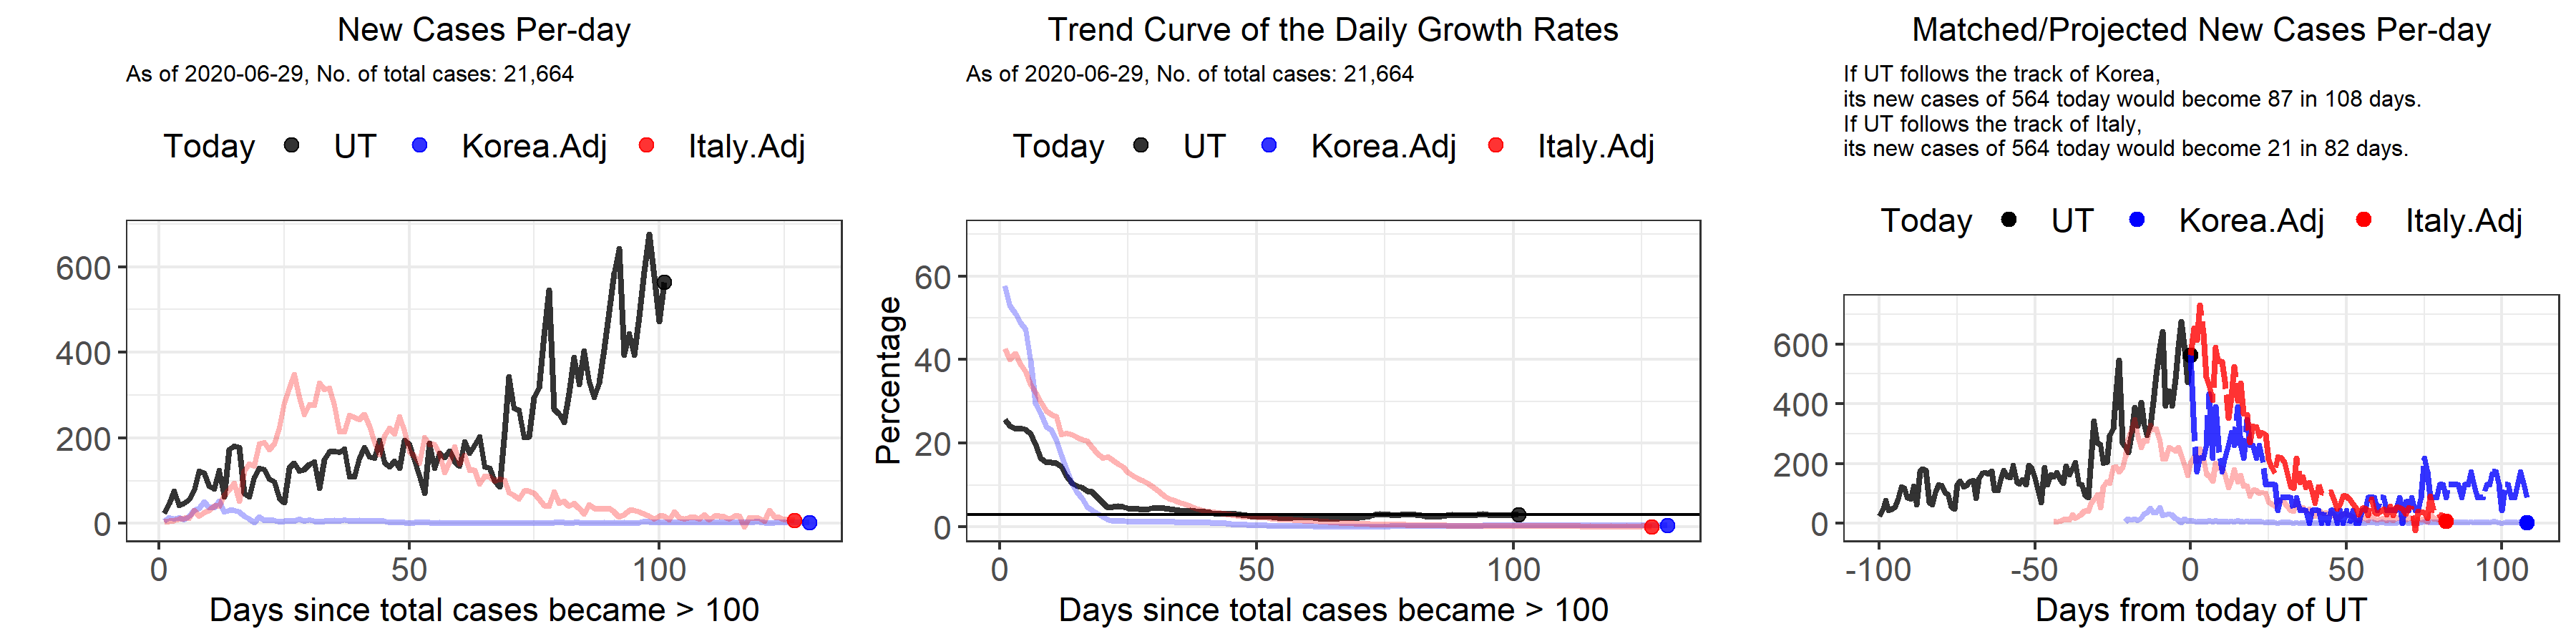 New Cases Per-day
As of 2020-06-29, No. of total cases: 21,664
Today UT Korea.Adj Italy.Adj
600
400
200
0
0 50 100
Days since total cases became > 100
Trend Curve of the Daily Growth Rates
As of 2020-06-29, No. of total cases: 21,664
Today UT Korea.Adj Italy.Adj
Percentage
60
40
20
0
0 50 100
Days since total cases became > 100
Matched/Projected New Cases Per-day
If UT follows the track of Korea,
its new cases of 564 today would become 87 in 108 days.
If UT follows the track of Italy,
its new cases of 564 today would become 21 in 82 days.
Today UT Korea.Adj Italy.Adj
600
400
200
0
-100 -50 0 50 100
Days from today of UT